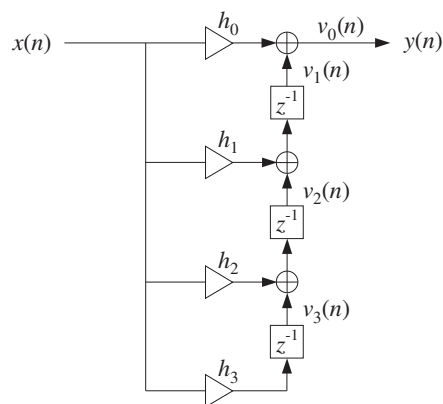 x(n) h₀ v₀(n) y(n)
v₁(n)
z⁻¹
h₁
v₂(n)
z⁻¹
h₂
v₃(n)
z⁻¹
h₃